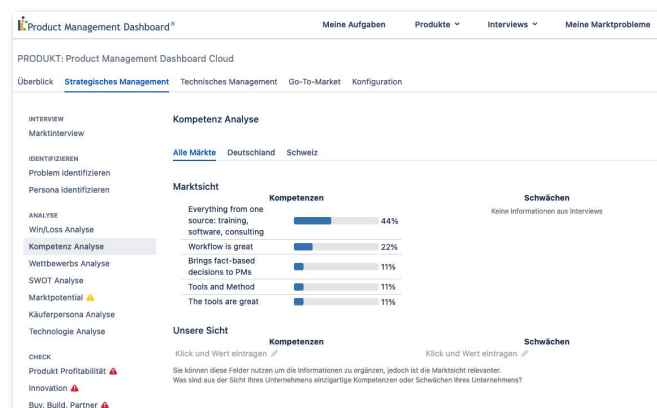 Product Management Dashboard®
Meine Aufgaben Produkte Interviews Meine Marktprobleme
PRODUKT: Product Management Dashboard Cloud
Überblick Strategisches Management Technisches Management Go-To-Market Konfiguration
INTERVIEW
Marktinterview
IDENTIFIZIEREN
Problem identifizieren
Persona identifizieren
ANALYSE
Win/Loss Analyse
Kompetenz Analyse
Wettbewerbs Analyse
SWOT Analyse
Marktpotential
Käuferpersona Analyse
Technologie Analyse
CHECK
Produkt Profitabilität
Innovation
Buy, Build, Partner
Kompetenz Analyse
Alle Märkte Deutschland Schweiz
Marktsicht
Kompetenzen
Everything from one
source: training,
software, consulting
44%
Workflow is great 22%
Brings fact-based
decisions to PMs
11%
Tools and Method 11%
The tools are great 11%
Schwächen
Keine Informationen aus Interviews
Unsere Sicht
Kompetenzen Schwächen
Klick und Wert eintragen Klick und Wert eintragen
Sie können diese Felder nutzen um die Informationen zu ergänzen, jedoch ist die Marktsicht relevanter.
Was sind aus der Sicht Ihres Unternehmens einzigartige Kompetenzen oder Schwächen Ihres Unternehmens?